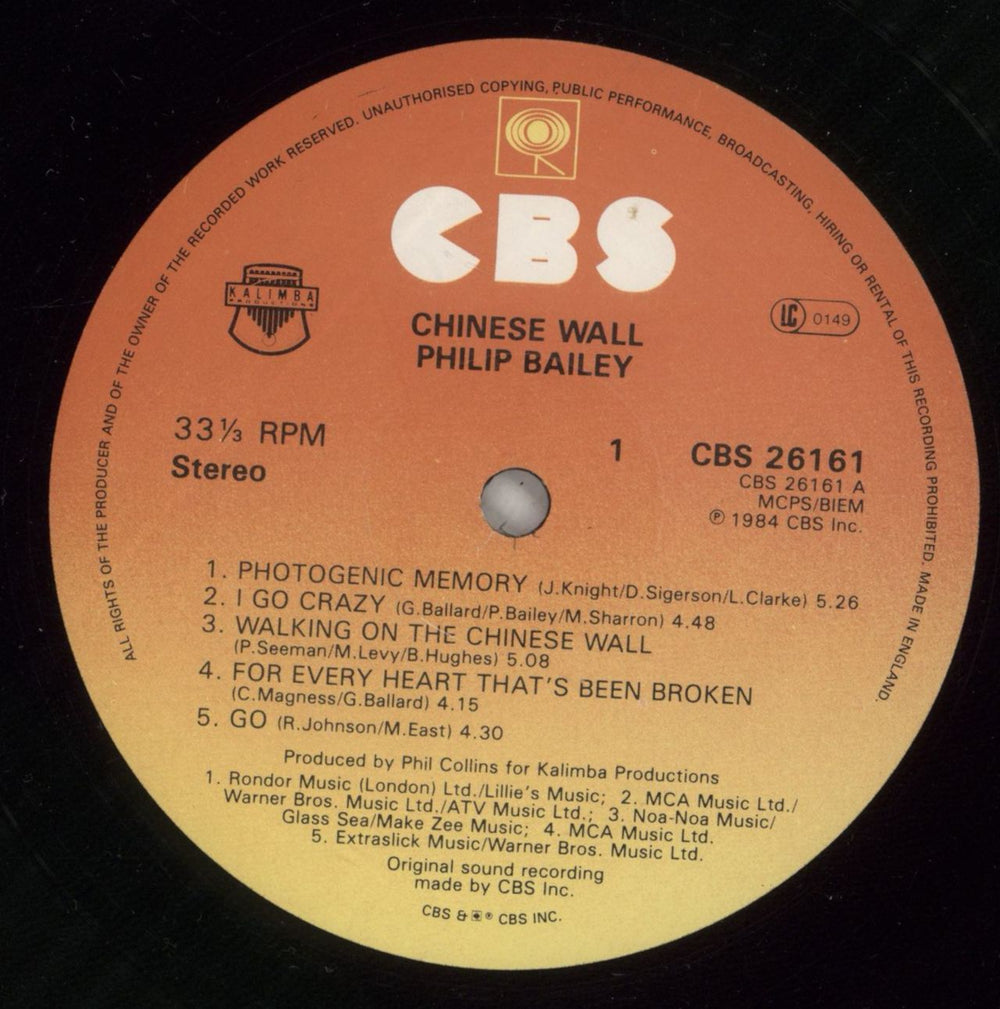 ALL RIGHTS OF THE PRODUCER AND OF THE OWNER OF THE RECORDED WORK RESERVED. UNAUTHORISED COPYING, PUBLIC PERFORMANCE, BROADCASTING, HIRING OR RENTAL OF THIS RECORDING PROHIBITED. MADE IN ENGLAND.
CBS
KALIMBA
PRODUCTIONS
LC 0149
CHINESE WALL
PHILIP BAILEY
33⅓ RPM
Stereo
1
CBS 26161
CBS 26161 A
MCPS/BIEM
℗ 1984 CBS Inc.
1. PHOTOGENIC MEMORY (J.Knight/D.Sigerson/L.Clarke) 5.26
2. I GO CRAZY (G.Ballard/P.Bailey/M.Sharron) 4.48
3. WALKING ON THE CHINESE WALL
(P.Seeman/M.Levy/B.Hughes) 5.08
4. FOR EVERY HEART THAT'S BEEN BROKEN
(C.Magness/G.Ballard) 4.15
5. GO (R.Johnson/M.East) 4.30
Produced by Phil Collins for Kalimba Productions
1. Rondor Music (London) Ltd./Lillie's Music; 2. MCA Music Ltd./
Warner Bros. Music Ltd./ATV Music Ltd.; 3. Noa-Noa Music/
Glass Sea/Make Zee Music; 4. MCA Music Ltd.
5. Extraslick Music/Warner Bros. Music Ltd.
Original sound recording
made by CBS Inc.
CBS & ® CBS INC.